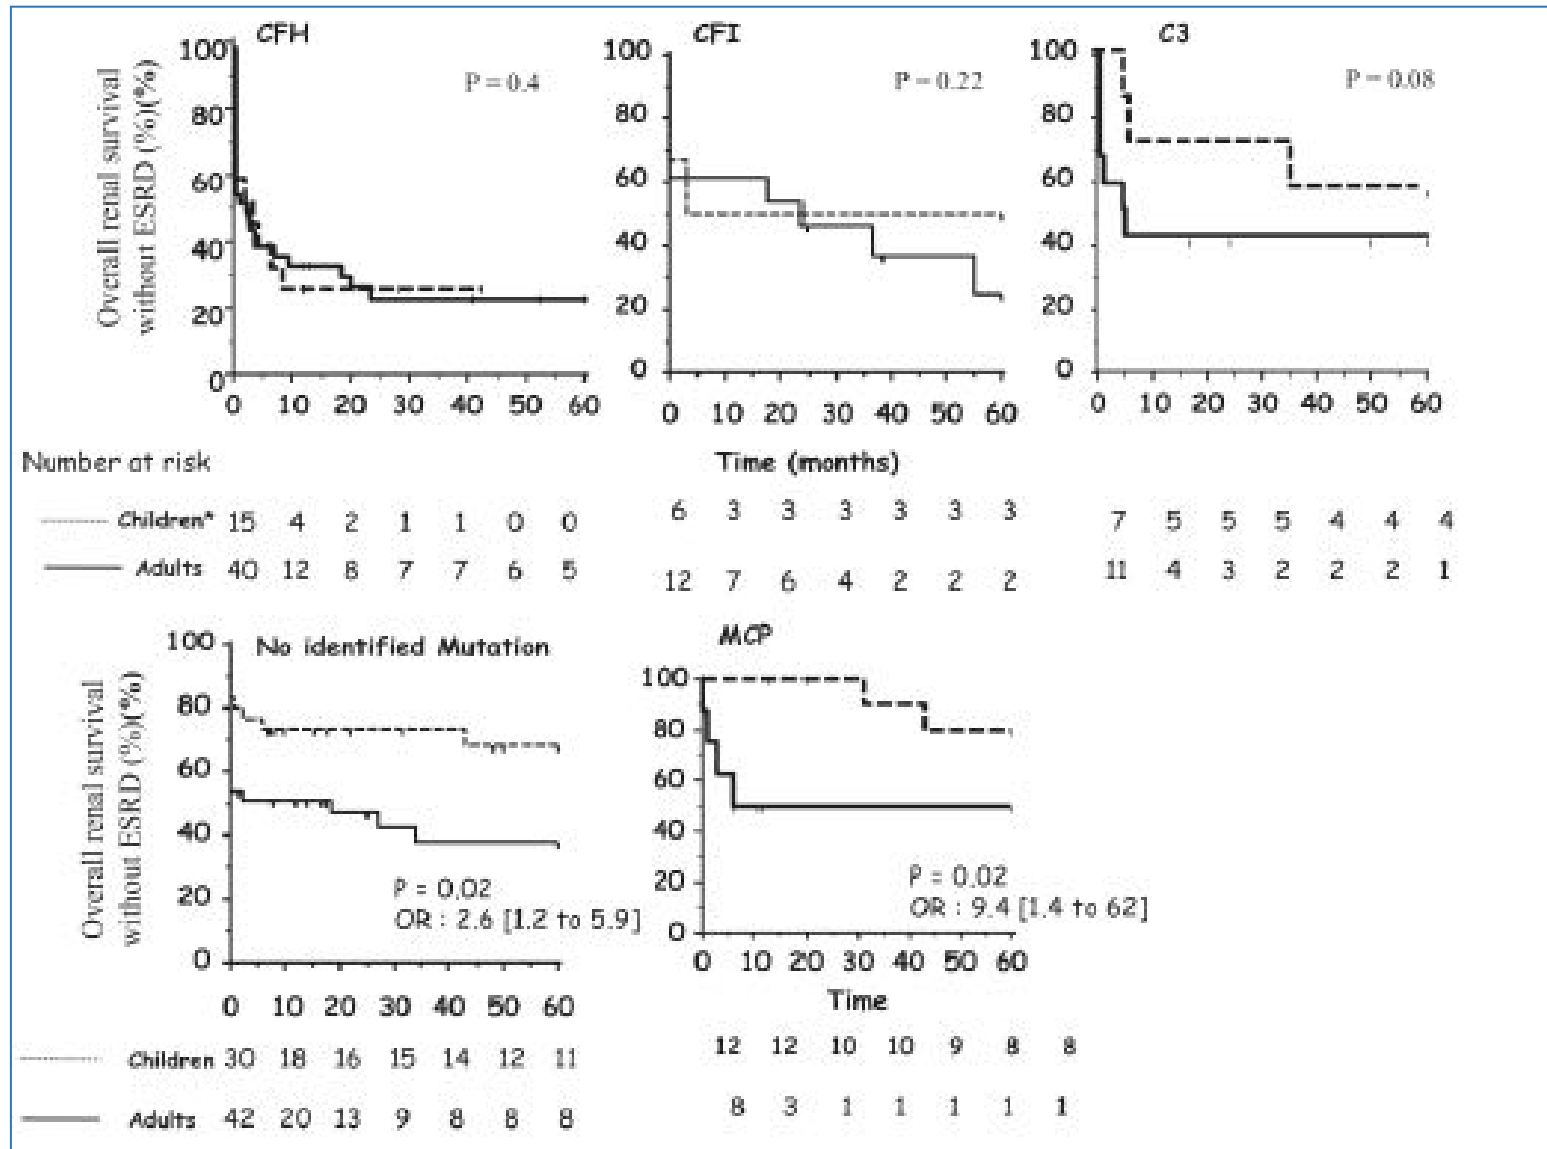 CFH
P = 0.4
Overall renal survival
without ESRD (%)(%)
100
80
60
40
20
0
0 10 20 30 40 50 60
CFI
P = 0.22
100
80
60
40
20
0
0 10 20 30 40 50 60
C3
P = 0.08
100
80
60
40
20
0
0 10 20 30 40 50 60
Number at risk
Time (months)
Children* 15 4 2 1 1 0 0
Adults 40 12 8 7 7 6 5
6 3 3 3 3 3 3
12 7 6 4 2 2 2
7 5 5 5 4 4 4
11 4 3 2 2 2 1
No identified Mutation
Overall renal survival
without ESRD (%)(%)
100
80
60
40
20
0
P = 0.02
OR : 2.6 [1.2 to 5.9]
0 10 20 30 40 50 60
MCP
100
80
60
40
20
0
P = 0.02
OR : 9.4 [1.4 to 62]
0 10 20 30 40 50 60
Time
Children 30 18 16 15 14 12 11
Adults 42 20 13 9 8 8 8
12 12 10 10 9 8 8
8 3 1 1 1 1 1